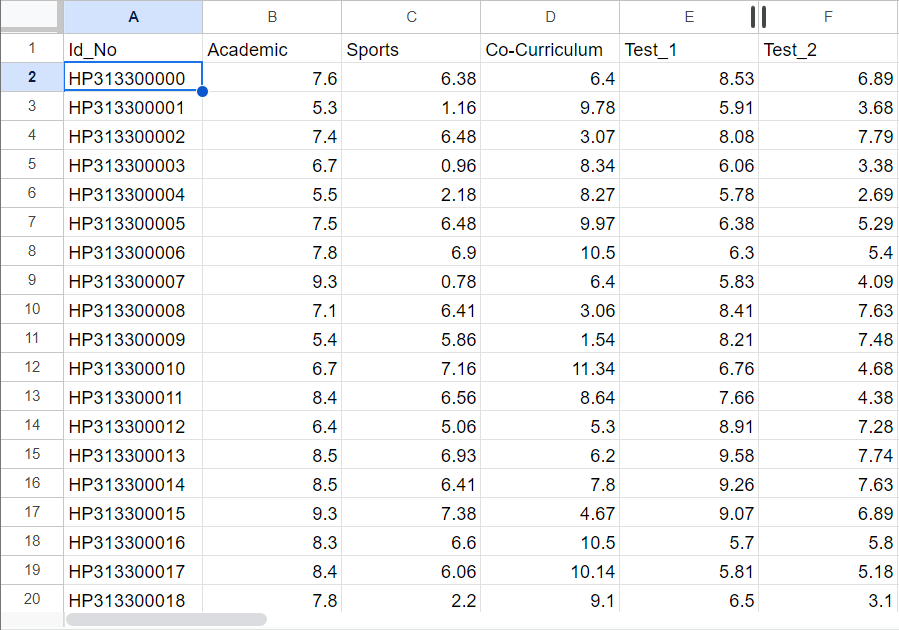 A B C D E F
1 Id_No Academic Sports Co-Curriculum Test_1 Test_2
2 HP313300000 7.6 6.38 6.4 8.53 6.89
3 HP313300001 5.3 1.16 9.78 5.91 3.68
4 HP313300002 7.4 6.48 3.07 8.08 7.79
5 HP313300003 6.7 0.96 8.34 6.06 3.38
6 HP313300004 5.5 2.18 8.27 5.78 2.69
7 HP313300005 7.5 6.48 9.97 6.38 5.29
8 HP313300006 7.8 6.9 10.5 6.3 5.4
9 HP313300007 9.3 0.78 6.4 5.83 4.09
10 HP313300008 7.1 6.41 3.06 8.41 7.63
11 HP313300009 5.4 5.86 1.54 8.21 7.48
12 HP313300010 6.7 7.16 11.34 6.76 4.68
13 HP313300011 8.4 6.56 8.64 7.66 4.38
14 HP313300012 6.4 5.06 5.3 8.91 7.28
15 HP313300013 8.5 6.93 6.2 9.58 7.74
16 HP313300014 8.5 6.41 7.8 9.26 7.63
17 HP313300015 9.3 7.38 4.67 9.07 6.89
18 HP313300016 8.3 6.6 10.5 5.7 5.8
19 HP313300017 8.4 6.06 10.14 5.81 5.18
20 HP313300018 7.8 2.2 9.1 6.5 3.1